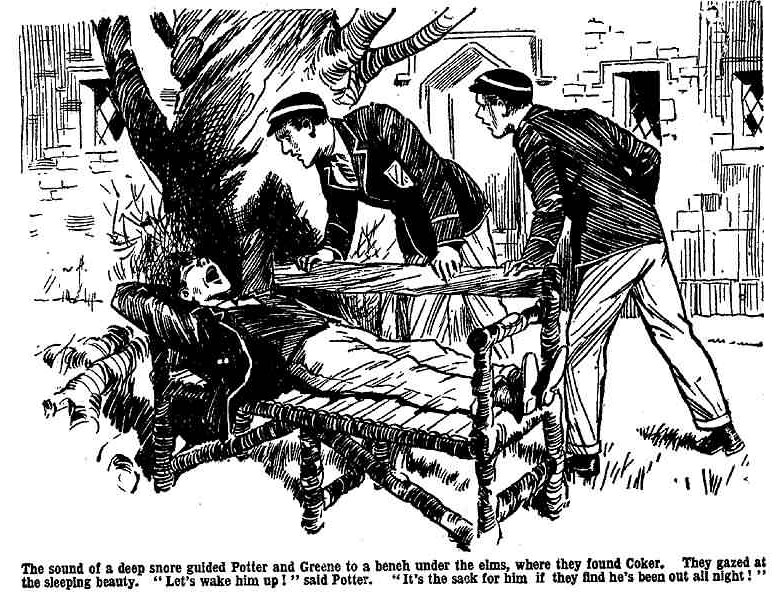 The sound of a deep snore guided Potter and Greene to a bench under the elms, where they found Coker. They gazed at
the sleeping beauty. "Let's wake him up!" said Potter. "It's the sack for him if they find he's been out all night!"